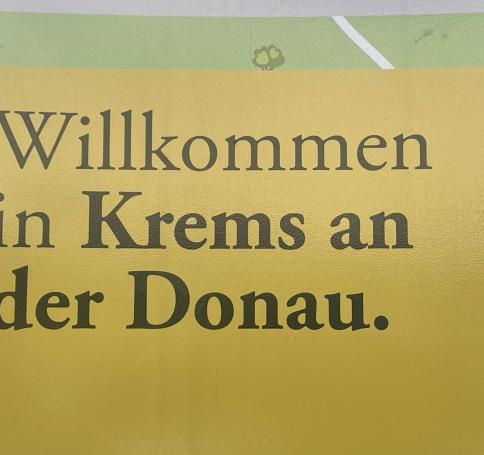 Willkommen
in Krems an
der Donau.